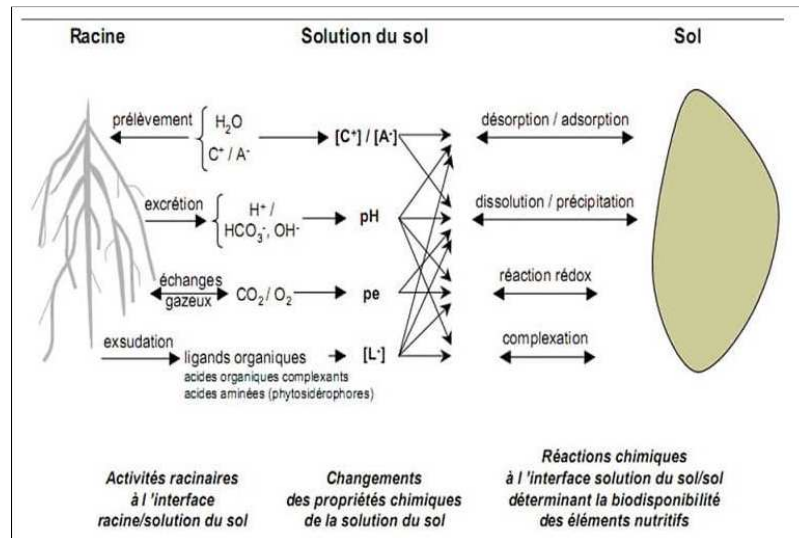 Racine Solution du sol Sol
prélèvement { H₂O [C⁺] / [A⁻] désorption / adsorption
C⁺ / A⁻
excrétion { H⁺ / pH dissolution / précipitation
HCO₃⁻, OH⁻
échanges gazeux CO₂ / O₂ pe réaction rédox
exsudation ligands organiques [L⁻] complexation
acides organiques complexants
acides aminées (phytosidérophores)
Activités racinaires
à l 'interface
racine/solution du sol
Changements
des propriétés chimiques
de la solution du sol
Réactions chimiques
à l 'interface solution du sol/sol
déterminant la biodisponibilité
des éléments nutritifs